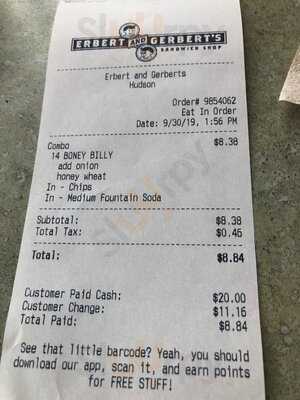 ERBERT AND GERBERT'S
SANDWICH SHOP
Erbert and Gerberts
Hudson
Order# 9854062
Eat In Order
Date: 9/30/19, 1:56 PM
Combo $8.38
14 BONEY BILLY
add onion
honey wheat
In - Chips
In - Medium Fountain Soda
Subtotal: $8.38
Total Tax: $0.46
Total: $8.84
Customer Paid Cash: $20.00
Customer Change: $11.16
Total Paid: $8.84
See that little barcode? Yeah, you should
download our app, scan it, and earn points
for FREE STUFF!